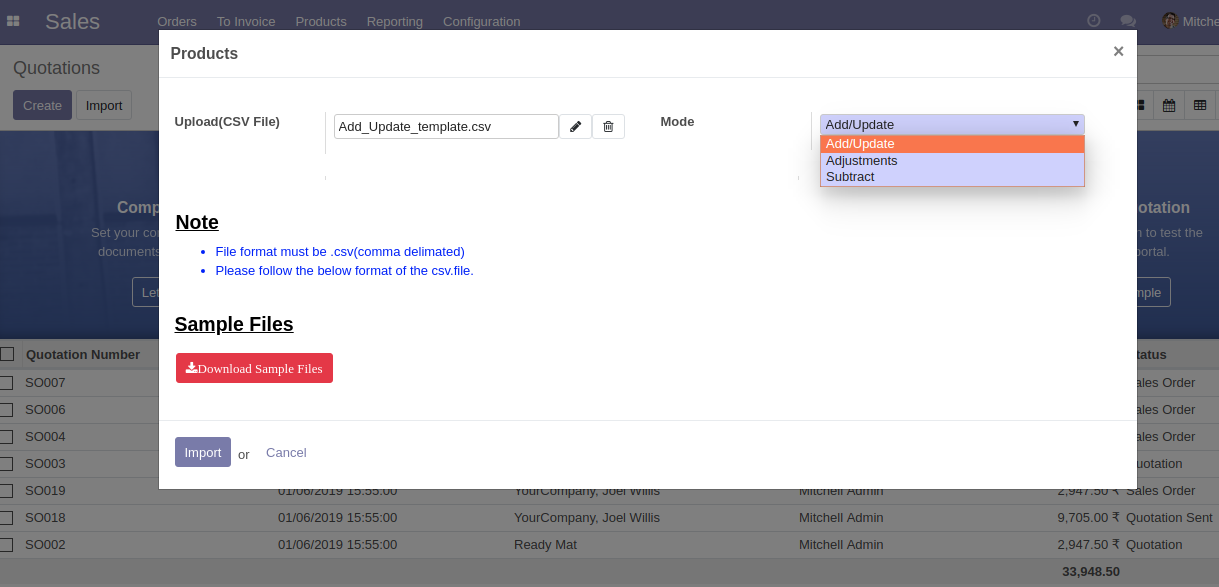 Sales Orders To Invoice Products Reporting Configuration Mitche
Products ×
Quotations
Create Import
Upload(CSV File) Add_Update_template.csv Mode Add/Update
Add/Update
Adjustments
Subtract
Comp otation
Set your co n to test the
documents ortal.
Let mple
Note
• File format must be .csv(comma delimated)
• Please follow the below format of the csv.file.
Sample Files
Download Sample Files
Import or Cancel
Quotation Number tatus
SO007 ales Order
SO006 ales Order
SO004 ales Order
SO003 uotation
SO019 01/06/2019 15:55:00 YourCompany, Joel Willis Mitchell Admin 2,947.50 ₹ Sales Order
SO018 01/06/2019 15:55:00 YourCompany, Joel Willis Mitchell Admin 9,705.00 ₹ Quotation Sent
SO002 01/06/2019 15:55:00 Ready Mat Mitchell Admin 2,947.50 ₹ Quotation
33,948.50